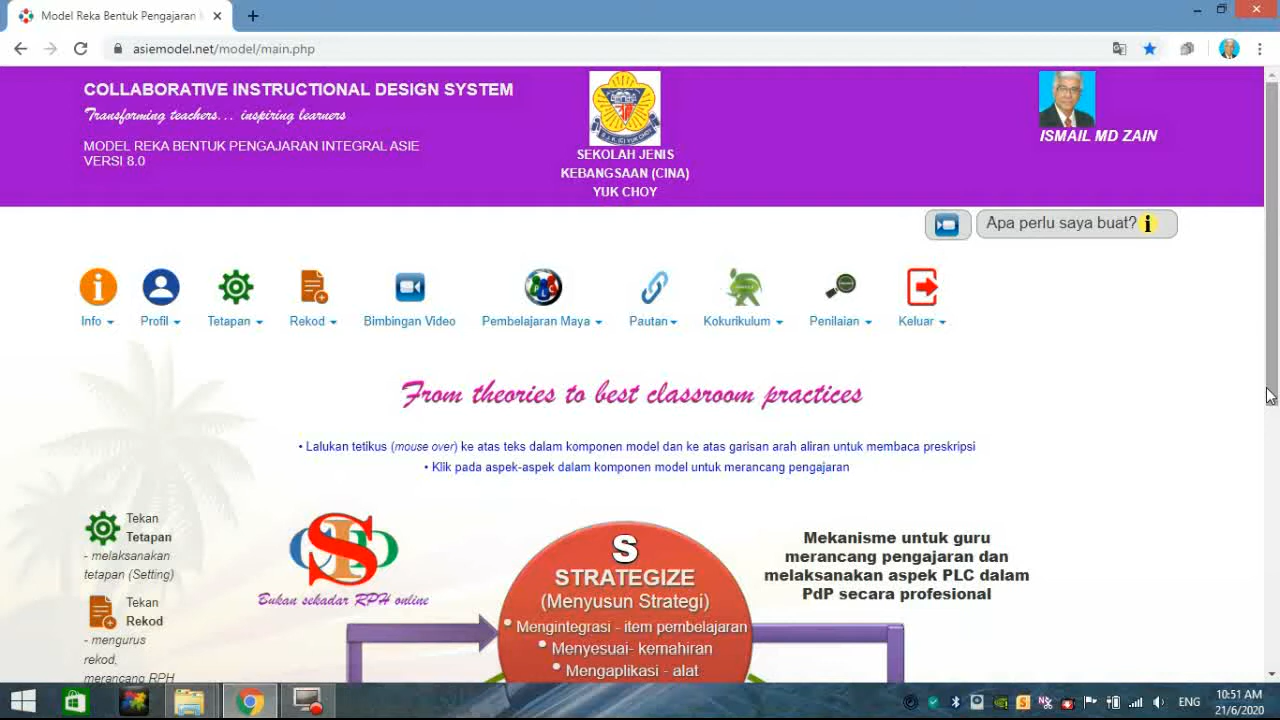 Model Reka Bentuk Pengajaran
asiemodel.net/model/main.php
COLLABORATIVE INSTRUCTIONAL DESIGN SYSTEM
Transforming teachers... inspiring learners
MODEL REKA BENTUK PENGAJARAN INTEGRAL ASIE
VERSI 8.0
SEKOLAH JENIS
KEBANGSAAN (CINA)
YUK CHOY
ISMAIL MD ZAIN
Apa perlu saya buat?
Info
Profil
Tetapan
Rekod
Bimbingan Video
Pembelajaran Maya
Pautan
Kokurikulum
Penilaian
Keluar
From theories to best classroom practices
• Lalukan tetikus (mouse over) ke atas teks dalam komponen model dan ke atas garisan arah aliran untuk membaca preskripsi
• Klik pada aspek-aspek dalam komponen model untuk merancang pengajaran
Tekan
Tetapan
- melaksanakan
tetapan (Setting)
Tekan
Rekod
- mengurus
rekod,
merancang RPH
Bukan sekadar RPH online
S
STRATEGIZE
(Menyusun Strategi)
• Mengintegrasi - item pembelajaran
• Menyesuai- kemahiran
• Mengaplikasi - alat
Mekanisme untuk guru
merancang pengajaran dan
melaksanakan aspek PLC dalam
PdP secara profesional
ENG
10:51 AM
21/6/2020